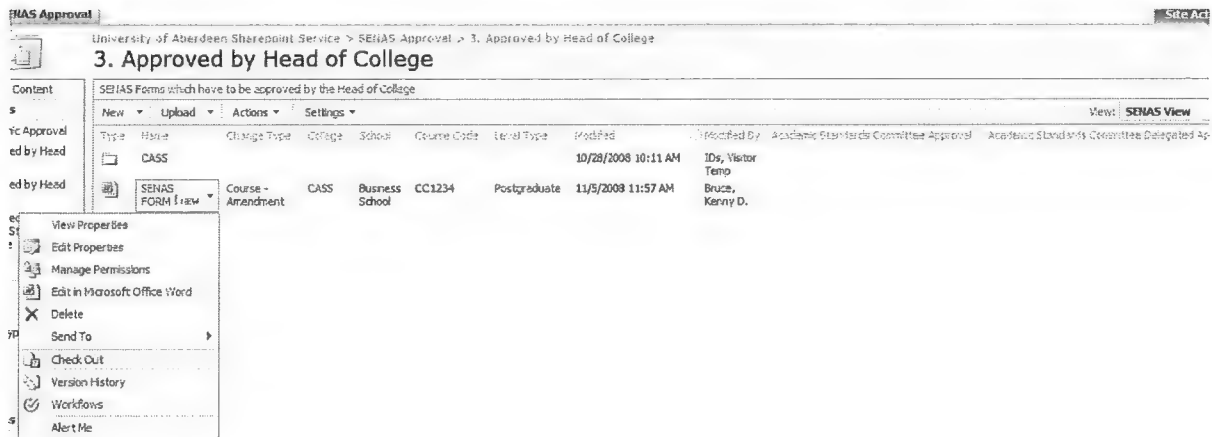 ENAS Approval
Site Act
University of Aberdeen Sharepoint Service > SENAS Approval > 3. Approved by Head of College
3. Approved by Head of College
Content
SENAS Forms which have to be approved by the Head of College
s
New Upload Actions Settings View: SENAS View
ic Approval
Type Name Change Type College School Course Code Level Type Modified Modified By Academic Standards Committee Approval Academic Standards Committee Delegated Ap
ed by Head
CASS 10/28/2008 10:11 AM IDs, Visitor
Temp
ed by Head
SENAS Course - CASS Business CC1234 Postgraduate 11/5/2008 11:57 AM Bruce,
FORM Amendment School Kenny D.
View Properties
Edit Properties
Manage Permissions
Edit in Microsoft Office Word
Delete
Send To
Check Out
Version History
Workflows
Alert Me